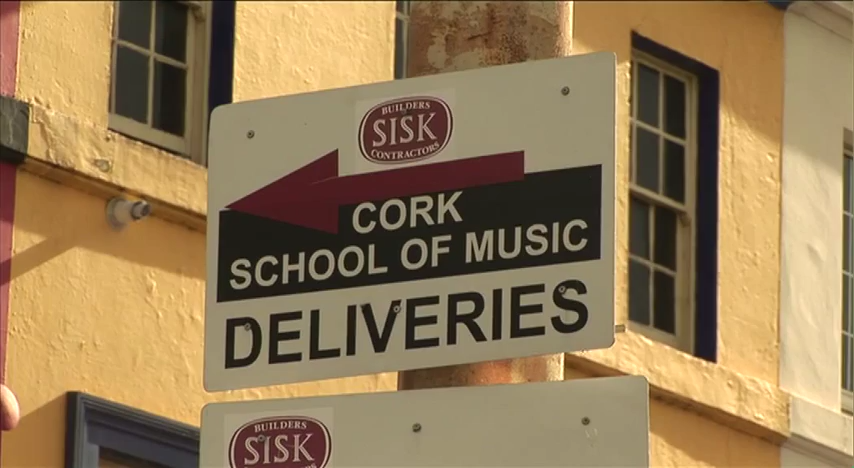 BUILDERS
SISK
CONTRACTORS
CORK
SCHOOL OF MUSIC
DELIVERIES
BUILDERS
SISK